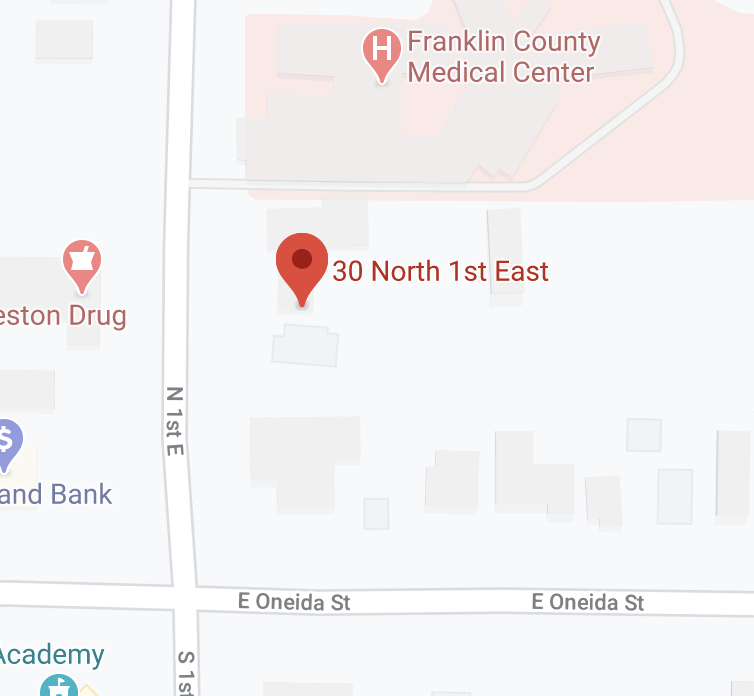 Franklin County
Medical Center
H
30 North 1st East
eston Drug
N 1st E
$
and Bank
E Oneida St
E Oneida St
Academy
S 1st